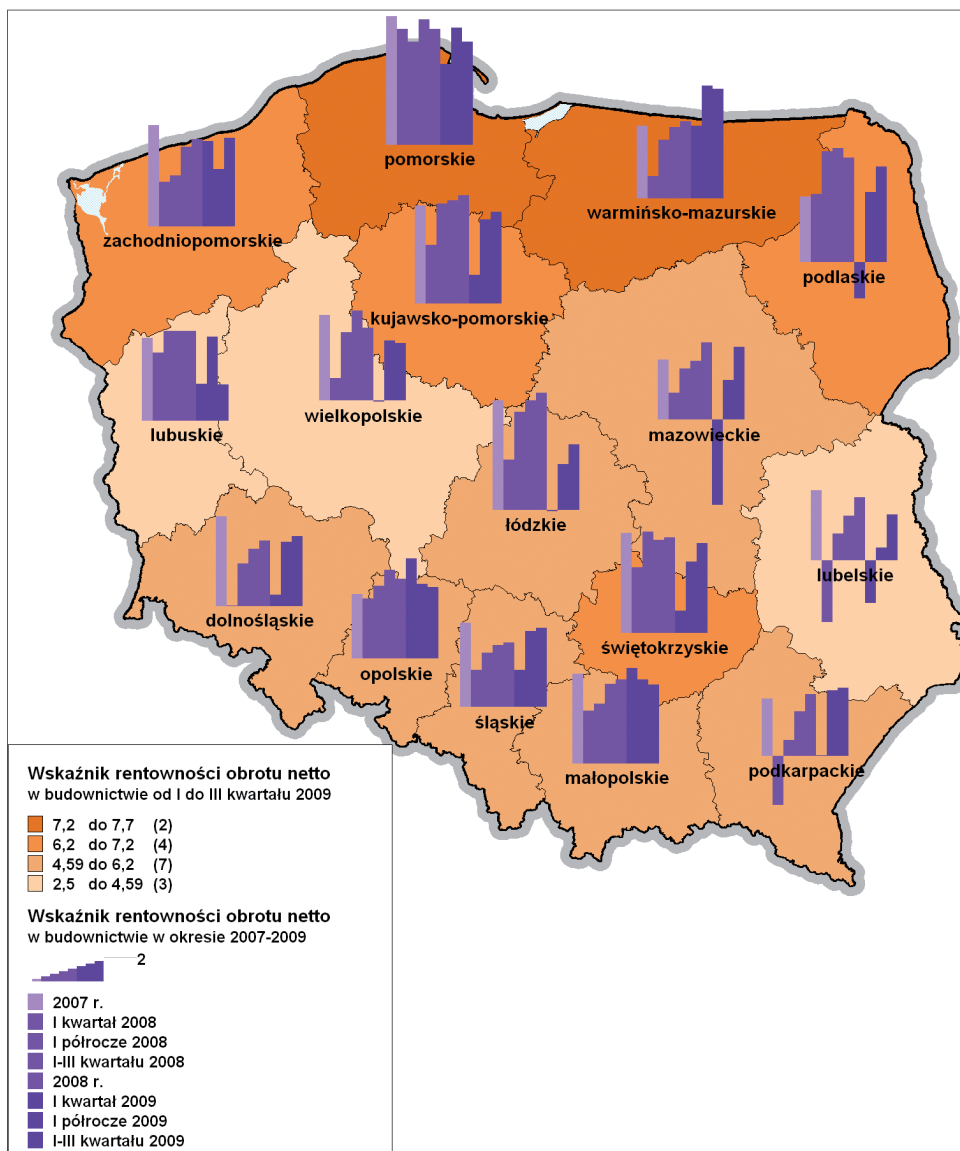 pomorskie
warmińsko-mazurskie
zachodniopomorskie
podlaskie
kujawsko-pomorskie
wielkopolskie
lubuskie
mazowieckie
łódzkie
lubelskie
dolnośląskie
świętokrzyskie
opolskie
śląskie
małopolskie
podkarpackie
Wskaźnik rentowności obrotu netto
w budownictwie od I do III kwartału 2009
7,2 do 7,7 (2)
6,2 do 7,2 (4)
4,59 do 6,2 (7)
2,5 do 4,59 (3)
Wskaźnik rentowności obrotu netto
w budownictwie w okresie 2007-2009
2
2007 r.
I kwartał 2008
I półrocze 2008
I-III kwartału 2008
2008 r.
I kwartał 2009
I półrocze 2009
I-III kwartału 2009